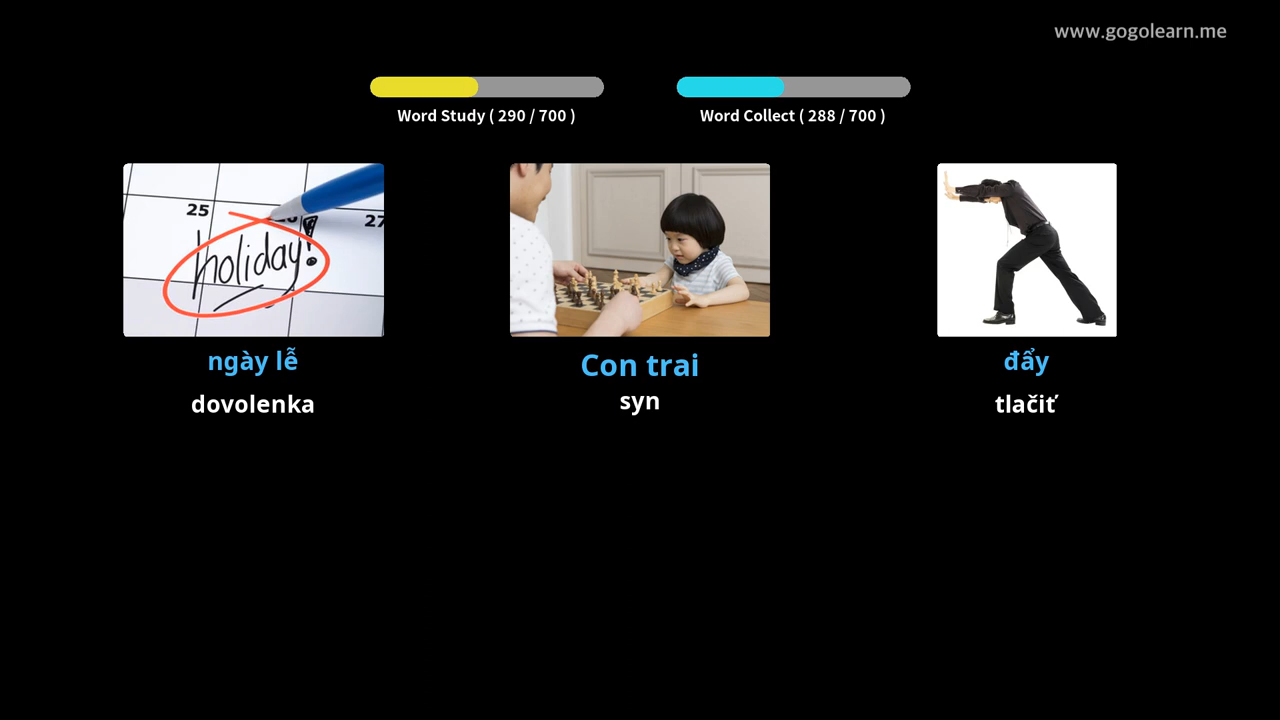 www.gogolearn.me
Word Study ( 290 / 700 )
Word Collect ( 288 / 700 )
25
27
holiday!
ngày lễ
Con trai
đẩy
dovolenka
syn
tlačiť